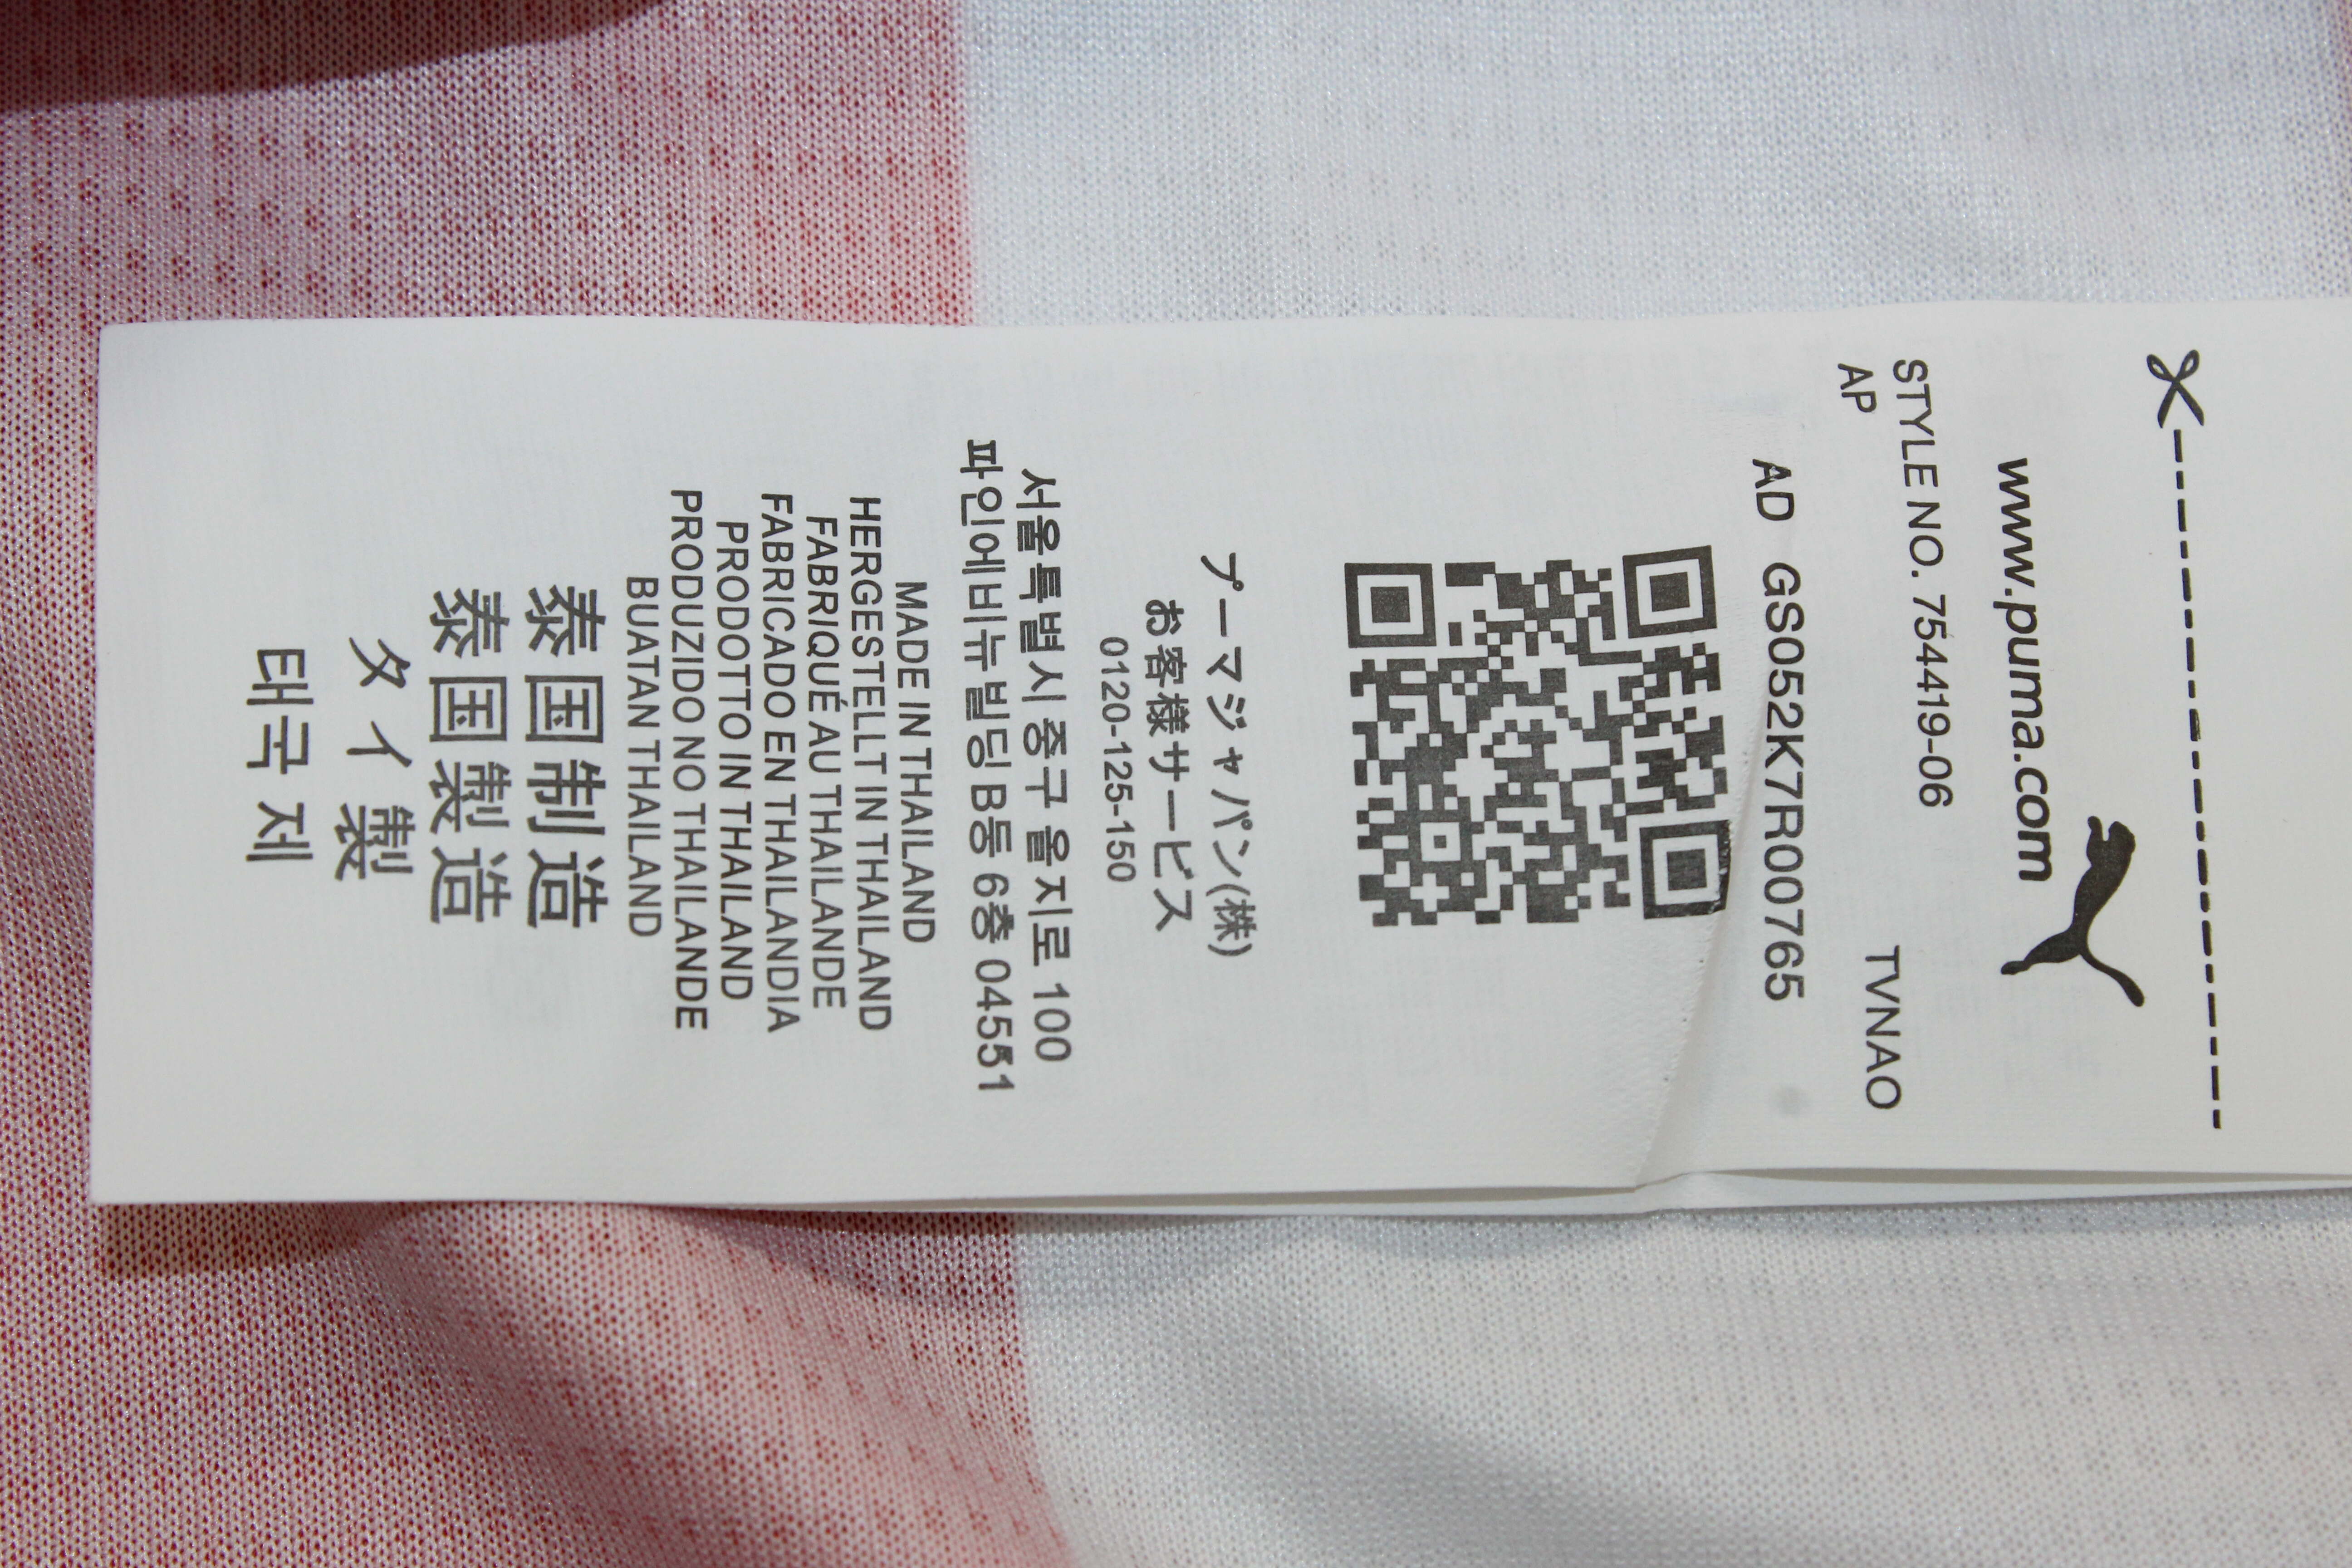 www.puma.com
STYLE NO. 754419-06
AP TVNAO
AD GS052K7R00765
プーマジャパン(株)
お客様サービス
0120-125-150
서울특별시 중구 을지로 100
파인에비뉴빌딩 B동 6층 04551
MADE IN THAILAND
HERGESTELLT IN THAILAND
FABRIQUÉ AU THAILANDE
FABRICADO EN THAILANDIA
PRODOTTO IN THAILAND
PRODUZIDO NO THAILANDE
BUATAN THAILAND
泰国制造
泰国製造
タイ製
태국 제